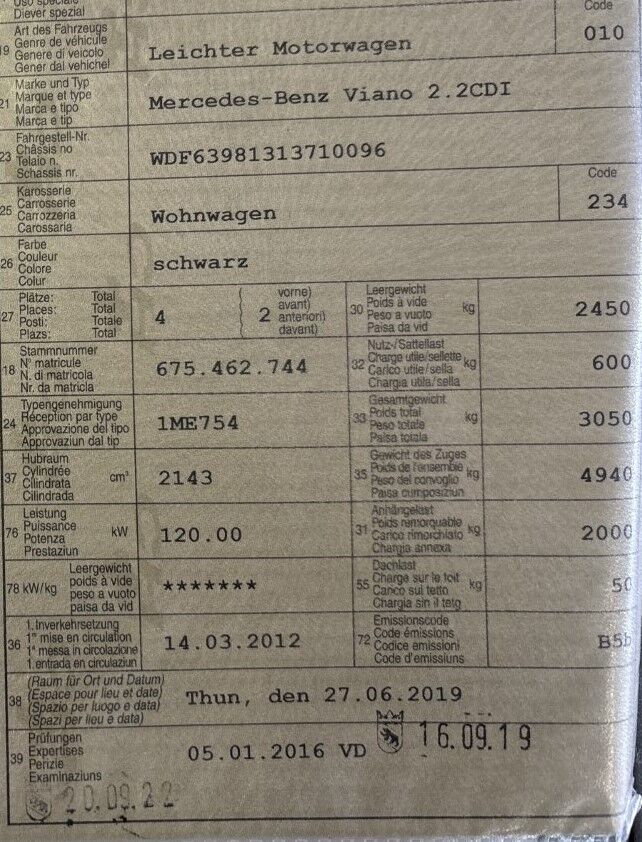 Uso speciale
Diever spezial
Code
19 Art des Fahrzeugs
Genre de véhicule
Genere di veicolo
Gener dal vehichel
Leichter Motorwagen
010
21 Marke und Typ
Marque et type
Marca e tipo
Marca e tip
Mercedes-Benz Viano 2.2CDI
23 Fahrgestell-Nr.
Châssis no
Telaio n.
Schassis nr.
WDF63981313710096
25 Karosserie
Carrosserie
Carrozzeria
Carossaria
Wohnwagen
Code
234
26 Farbe
Couleur
Colore
Colur
schwarz
27 Plätze: Total
Places: Total
Posti: Totale
Plazs: Total
4
2 vorne)
avant)
anteriori)
davant)
30 Leergewicht
Poids à vide
Peso a vuoto
Paisa da vid
kg
2450
18 Stammnummer
N° matricule
N. di matricola
Nr. da matricla
675.462.744
32 Nutz-/Sattellast
Charge utile/sellette
Carico utile/sella
Chargia utila/sella
kg
600
24 Typengenehmigung
Réception par type
Approvazione del tipo
Approvaziun dal tip
1ME754
33 Gesamtgewicht
Poids total
Peso totale
Paisa totala
kg
3050
37 Hubraum
Cylindrée
Cilindrata
Cilindrada
cm³
2143
35 Gewicht des Zuges
Poids de l'ensemble
Peso del convoglio
Paisa cumposiziun
kg
4940
76 Leistung
Puissance
Potenza
Prestaziun
kW
120.00
31 Anhängelast
Poids remorquable
Carico rimorchiato
Chargia annexa
kg
2000
78 kW/kg Leergewicht
poids à vide
peso a vuoto
paisa da vid
*******
55 Dachlast
Charge sur le toit
Carico sul tetto
Chargia sin il tetg
kg
50
36 1. Inverkehrsetzung
1re mise en circulation
1a messa in circolazione
1. entrada en circulaziun
14.03.2012
72 Emissionscode
Code émissions
Codice emissioni
Code d'emissiuns
B5b
38 (Raum für Ort und Datum)
(Espace pour lieu et date)
(Spazio per luogo e data)
(Spazi per lieu e data)
Thun, den 27.06.2019
39 Prüfungen
Expertises
Perizie
Examinaziuns
05.01.2016 VD
16.09.19
20.09.22